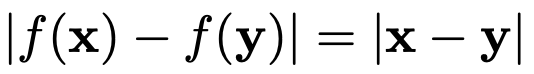 |f(𝐱) − f(𝐲)| = |𝐱 − 𝐲|